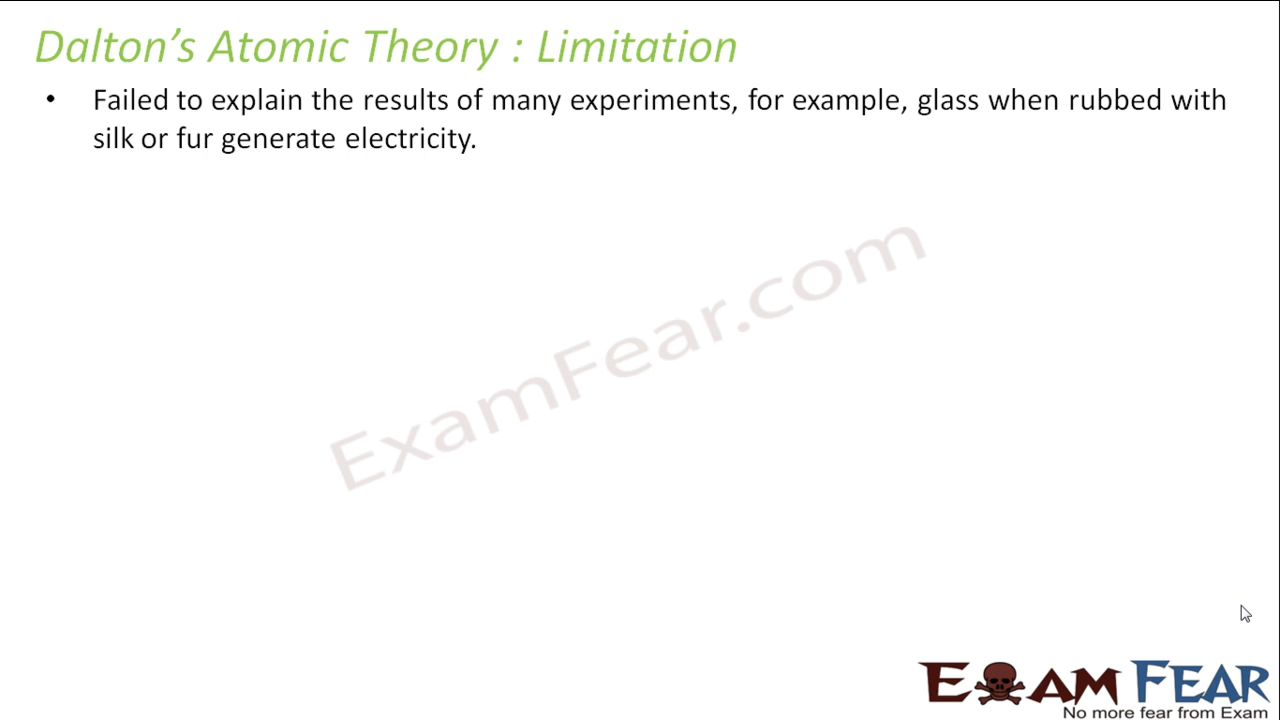 Dalton’s Atomic Theory : Limitation
• Failed to explain the results of many experiments, for example, glass when rubbed with
silk or fur generate electricity.
ExamFear.com
EXAM FEAR
No more fear from Exam